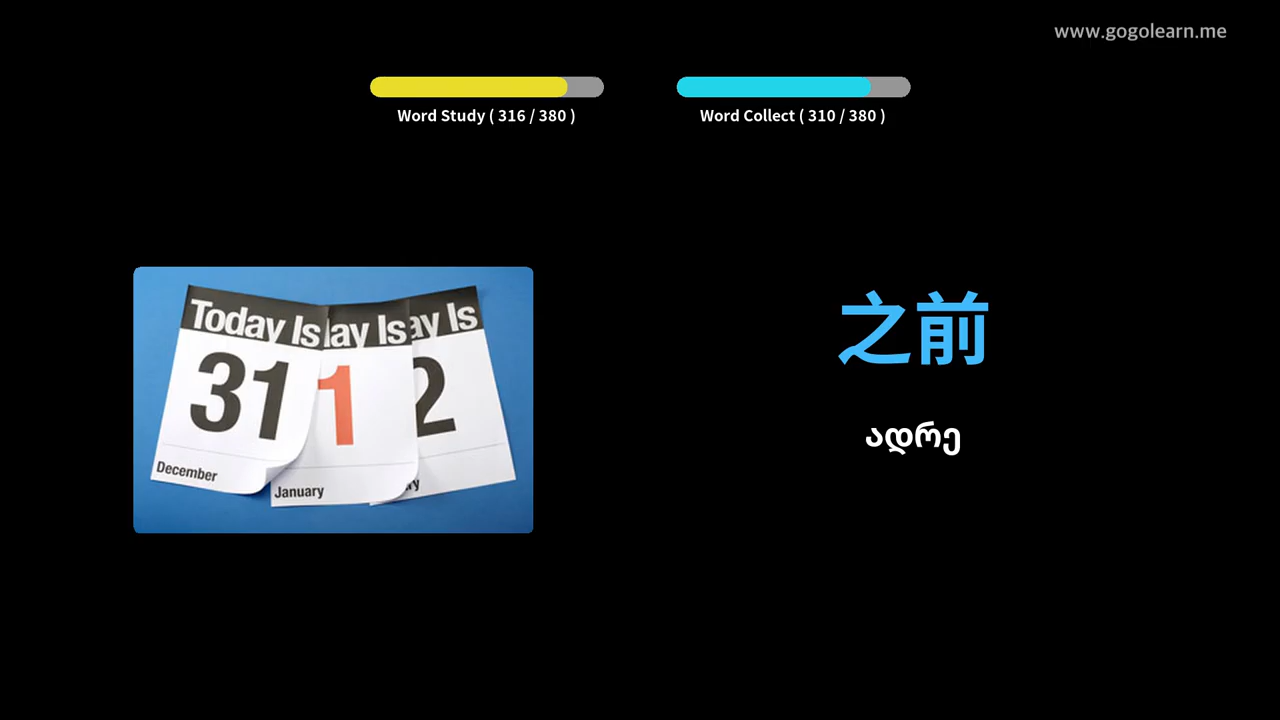 www.gogolearn.me
Word Study ( 316 / 380 )
Word Collect ( 310 / 380 )
Today Is
ay Is
ay Is
31
1
2
December
January
ry
之前
ადრე